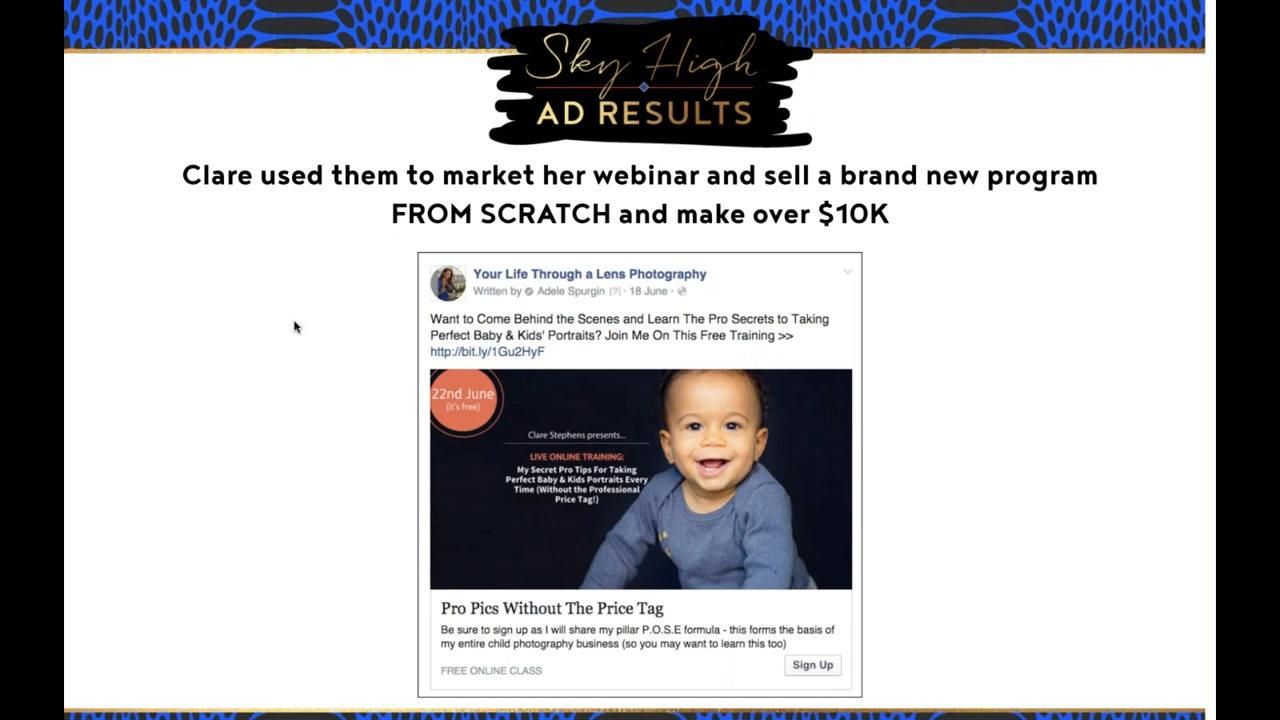 Sky High
AD RESULTS
Clare used them to market her webinar and sell a brand new program
FROM SCRATCH and make over $10K
Your Life Through a Lens Photography
Written by Adele Spurgin [?] · 18 June ·
Want to Come Behind the Scenes and Learn The Pro Secrets to Taking
Perfect Baby & Kids' Portraits? Join Me On This Free Training >>
http://bit.ly/1Gu2HyF
22nd June
(it's free)
Clare Stephens presents...
LIVE ONLINE TRAINING:
My Secret Pro Tips For Taking
Perfect Baby & Kids Portraits Every
Time (Without the Professional
Price Tag!)
Pro Pics Without The Price Tag
Be sure to sign up as I will share my pillar P.O.S.E formula - this forms the basis of
my entire child photography business (so you may want to learn this too)
FREE ONLINE CLASS
Sign Up